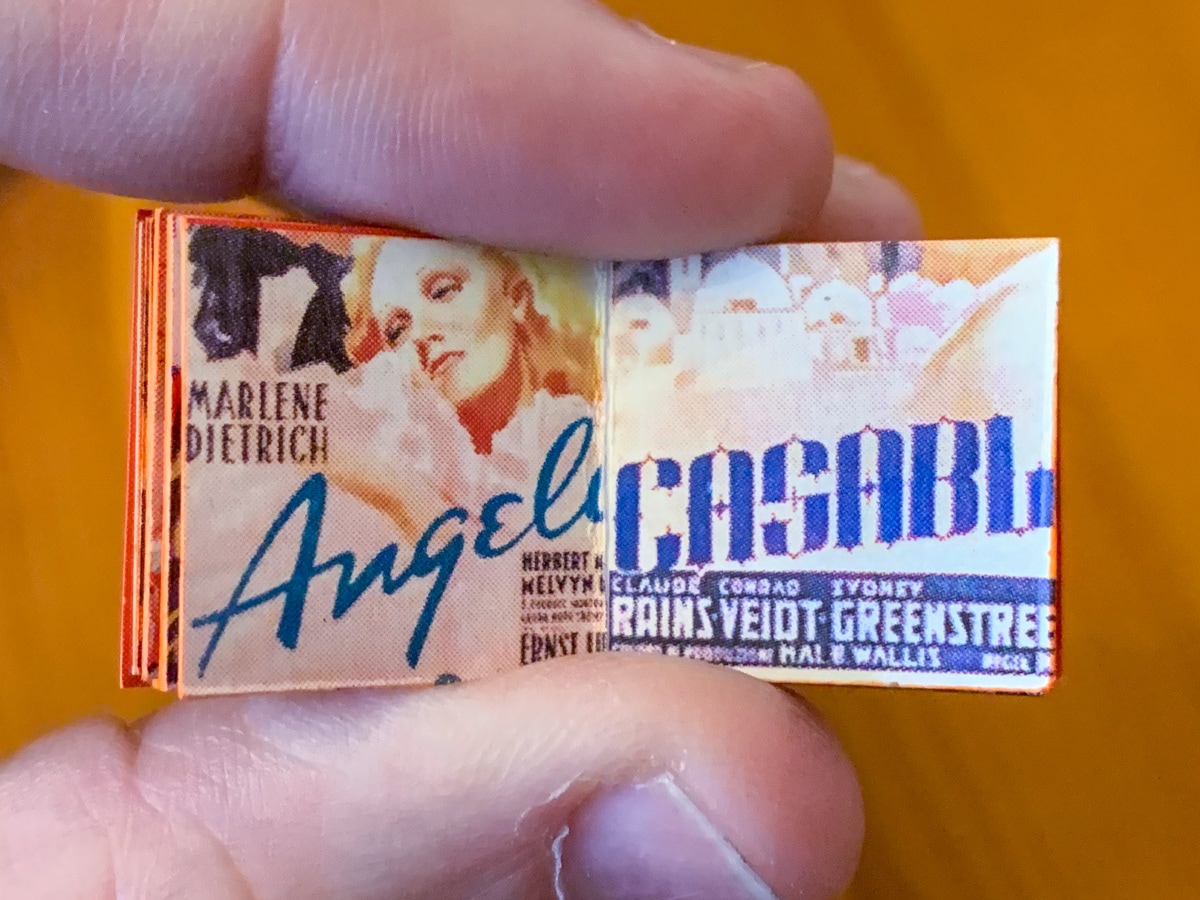 MARLENE
DIETRICH
Angel
HERBERT
MELVYN
ERNST
CASABL
CLAUDE CONRAD SYDNEY
RAINS·VEIDT·GREENSTREE
HAL B WALLIS